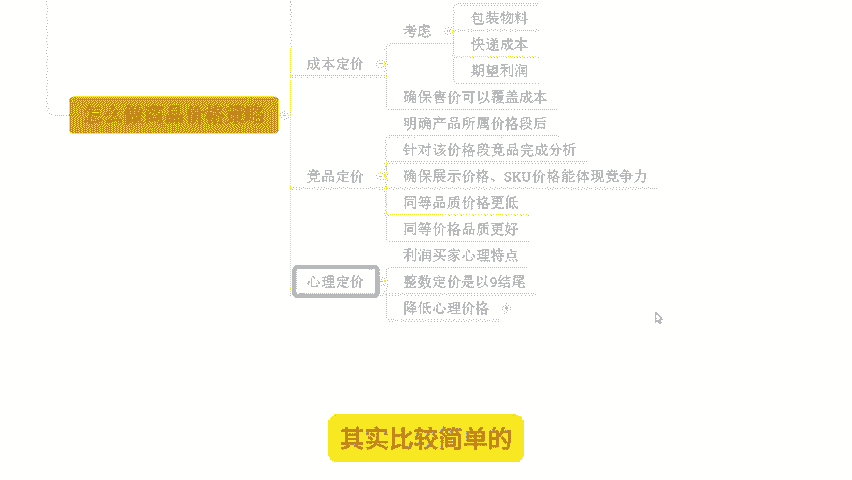 考虑
包装物料
快递成本
期望利润
成本定价
确保售价可以覆盖成本
怎么做商品价格策略
明确产品所属价格段后
针对该价格段竞品完成分析
竞品定价
确保展示价格、SKU价格能体现竞争力
同等品质价格更低
同等价格品质更好
利润买家心理特点
心理定价
整数定价是以9结尾
降低心理价格
其实比较简单的